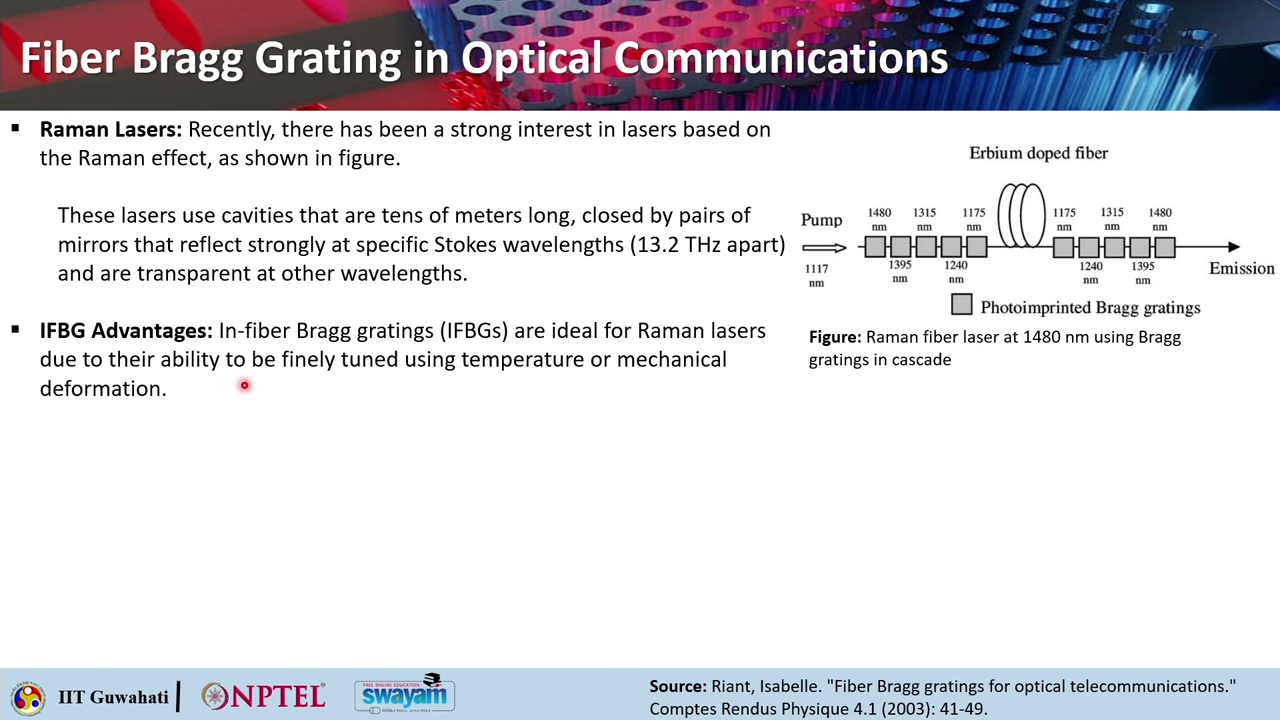 Fiber Bragg Grating in Optical Communications
▪ Raman Lasers: Recently, there has been a strong interest in lasers based on
the Raman effect, as shown in figure.
These lasers use cavities that are tens of meters long, closed by pairs of
mirrors that reflect strongly at specific Stokes wavelengths (13.2 THz apart)
and are transparent at other wavelengths.
▪ IFBG Advantages: In-fiber Bragg gratings (IFBGs) are ideal for Raman lasers
due to their ability to be finely tuned using temperature or mechanical
deformation.
Erbium doped fiber
Pump
1480 nm
1315 nm
1175 nm
1175 nm
1315 nm
1480 nm
1117 nm
1395 nm
1240 nm
1240 nm
1395 nm
Emission
Photoimprinted Bragg gratings
Figure: Raman fiber laser at 1480 nm using Bragg
gratings in cascade
IIT Guwahati
NPTEL
FREE ONLINE EDUCATION
swayam
Source: Riant, Isabelle. "Fiber Bragg gratings for optical telecommunications."
Comptes Rendus Physique 4.1 (2003): 41-49.